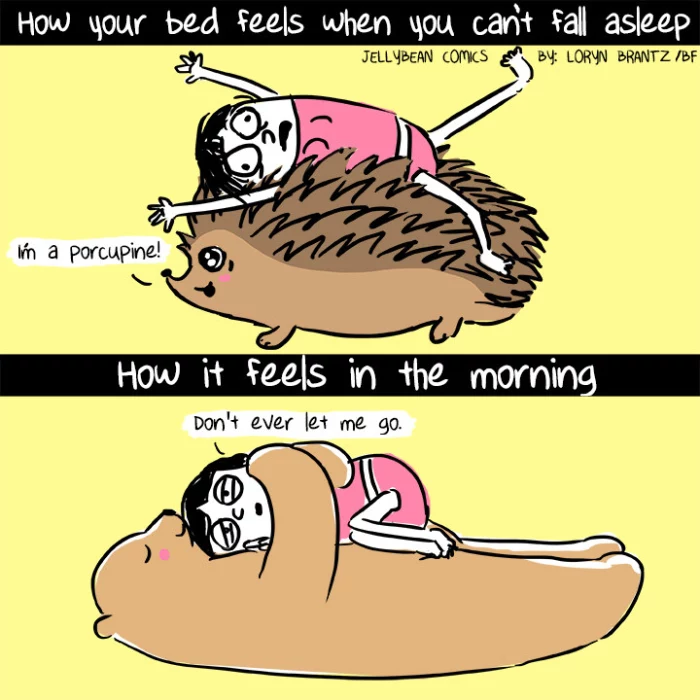 How your bed feels when you can't fall asleep
JELLYBEAN COMICS BY: LORYN BRANTZ /BF
I'm a porcupine!
How it feels in the morning
Don't ever let me go.